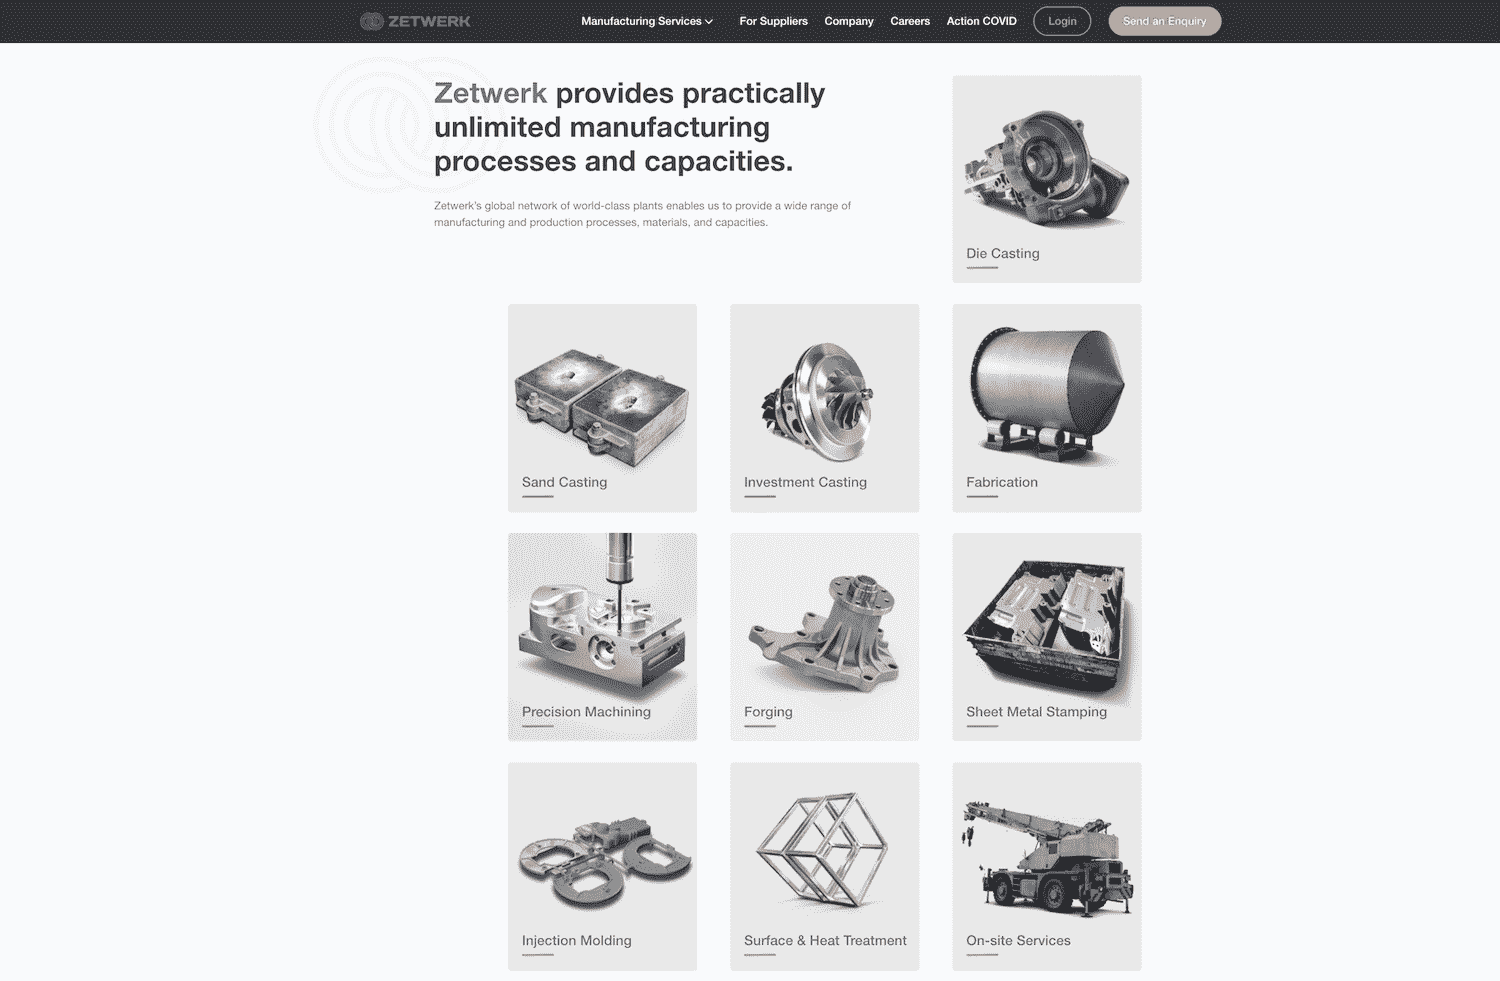 ZETWERK
Manufacturing Services
For Suppliers
Company
Careers
Action COVID
Login
Send an Enquiry
Zetwerk provides practically
unlimited manufacturing
processes and capacities.
Zetwerk's global network of world-class plants enables us to provide a wide range of
manufacturing and production processes, materials, and capacities.
Die Casting
Sand Casting
Investment Casting
Fabrication
Precision Machining
Forging
Sheet Metal Stamping
Injection Molding
Surface & Heat Treatment
On-site Services